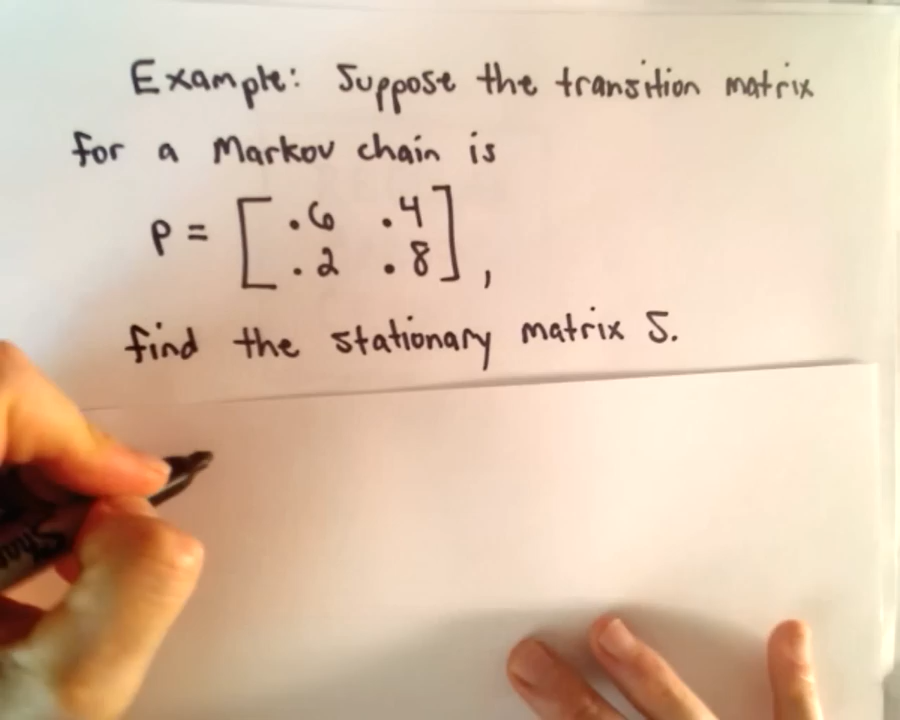 Example: Suppose the transition matrix
for a Markov chain is
P = [ .6 .4
.2 .8 ] ,
find the stationary matrix S.